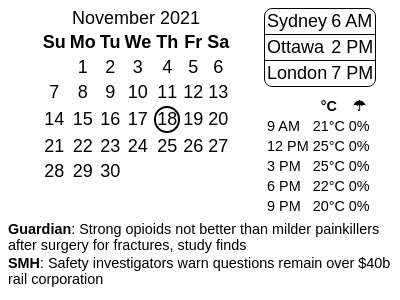 November 2021
Su Mo Tu We Th Fr Sa
1 2 3 4 5 6
7 8 9 10 11 12 13
14 15 16 17 18 19 20
21 22 23 24 25 26 27
28 29 30
Sydney 6 AM
Ottawa 2 PM
London 7 PM
°C ☂
9 AM 21°C 0%
12 PM 25°C 0%
3 PM 25°C 0%
6 PM 22°C 0%
9 PM 20°C 0%
Guardian: Strong opioids not better than milder painkillers
after surgery for fractures, study finds
SMH: Safety investigators warn questions remain over $40b
rail corporation